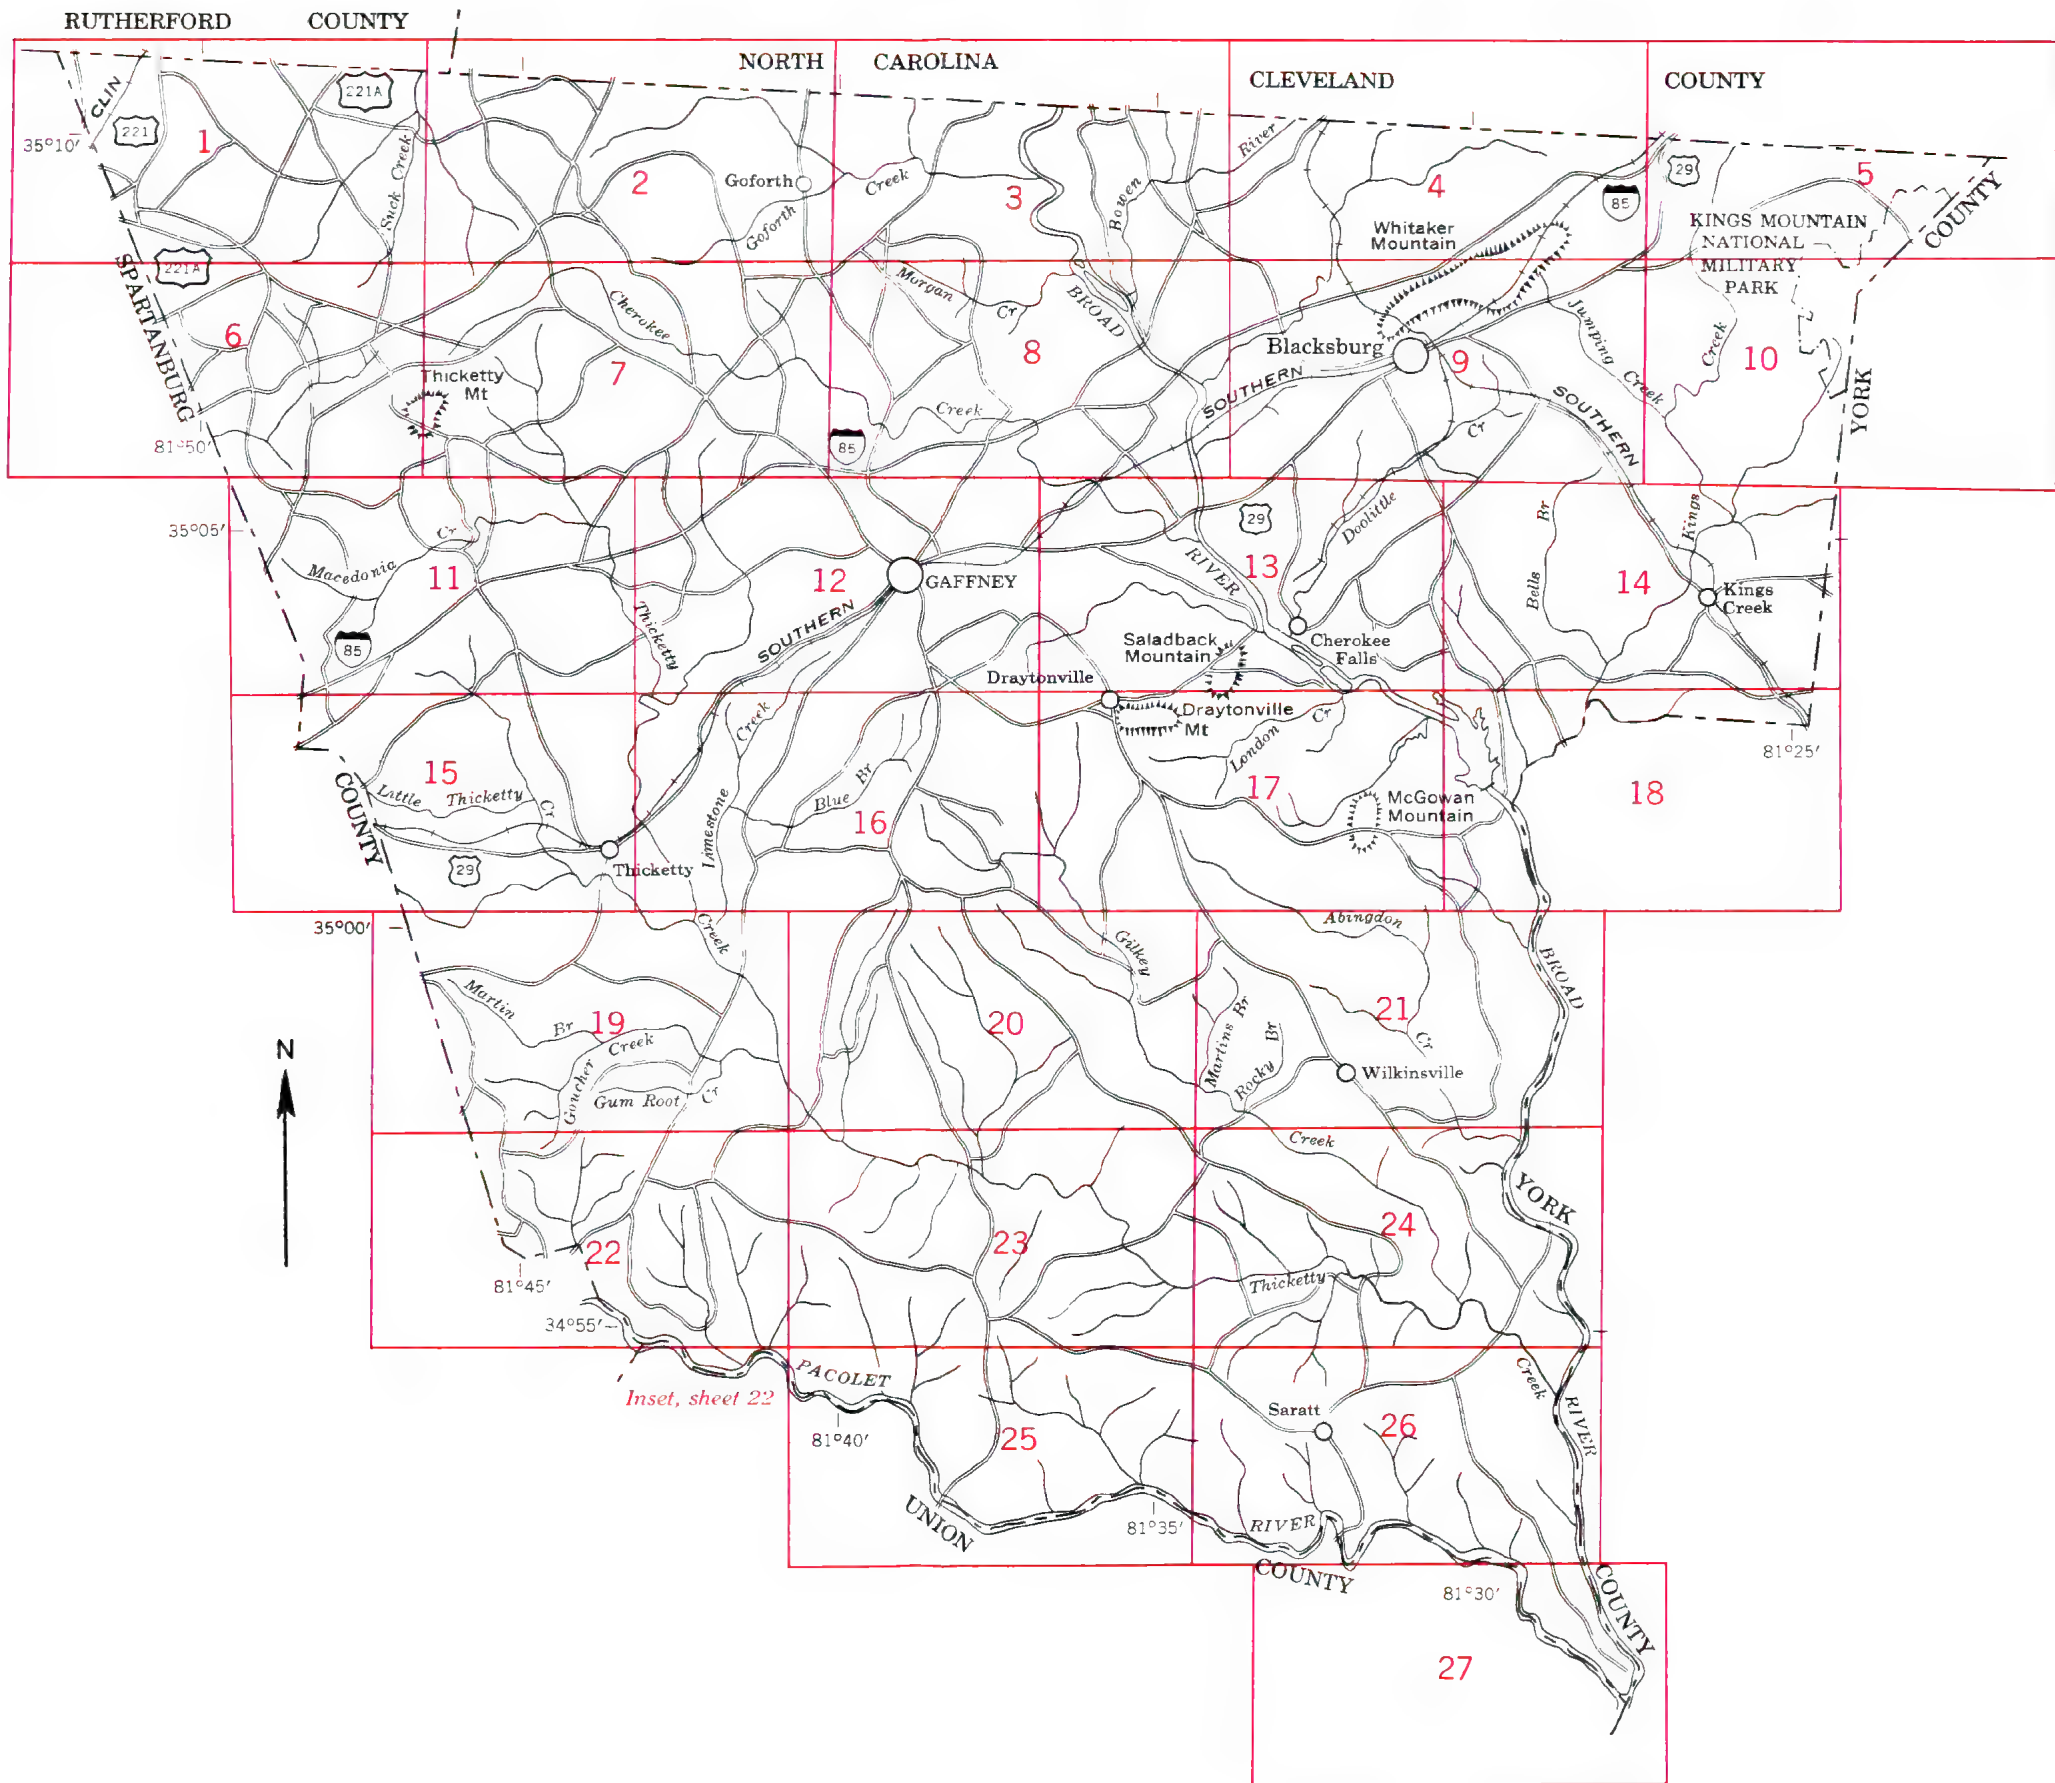 RUTHERFORD COUNTY
NORTH CAROLINA
CLEVELAND COUNTY
CLIN
221A
221
35°10′
1
Suck Creek
2
Goforth
Goforth Creek
3
Bowen River
4
29
85
5
Whitaker
Mountain
KINGS MOUNTAIN
NATIONAL
MILITARY
PARK
COUNTY
221A
SPARTANBURG
6
Cherokee
Morgan Cr
BROAD
8
Blacksburg
9
Jumping Creek
Creek
10
Thicketty
Mt
7
SOUTHERN
SOUTHERN
YORK
Creek
Cr
81°50′
85
35°05′
Macedonia Cr
11
12
GAFFNEY
RIVER
29
13
Doolittle
Bells Br
Kings
14
Kings
Creek
Thicketty
SOUTHERN
85
Saladback
Mountain
Cherokee
Falls
Draytonville
Draytonville
Mt
London Cr
81°25′
COUNTY
15
Little Thicketty Cr
Creek
Limestone
Blue Br
16
17
McGowan
Mountain
18
29
Thicketty
35°00′
Creek
Gilkey
Abingdon
BROAD
Martin Br
19
Creek
Goucher
Gum Root Cr
20
Martins Br
Rocky Br
21
Cr
Wilkinsville
N
Creek
YORK
22
23
24
81°45′
Thicketty
34°55′
PACOLET
Inset, sheet 22
Creek
RIVER
Saratt
25
26
81°40′
UNION
81°35′
RIVER
COUNTY
81°30′
COUNTY
27